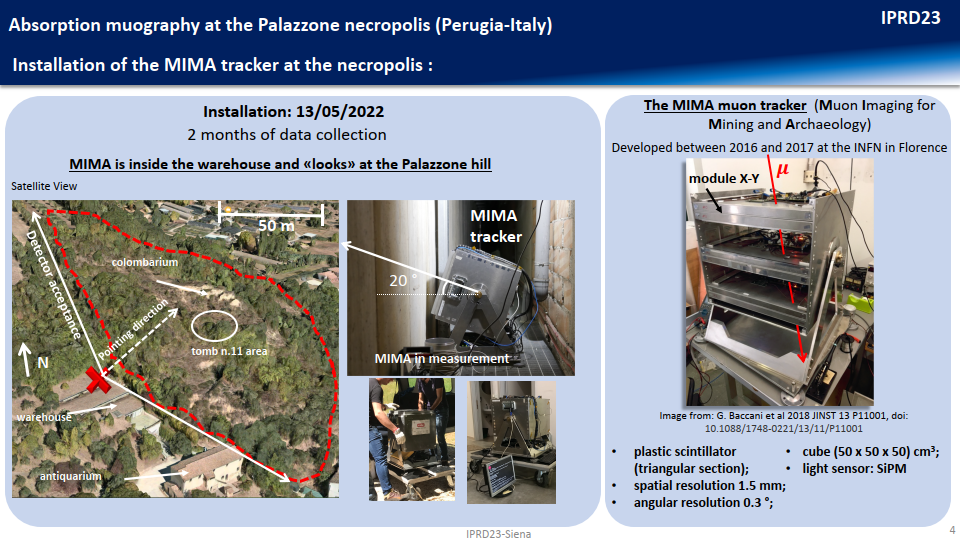 Absorption muography at the Palazzone necropolis (Perugia-Italy)
IPRD23
Installation of the MIMA tracker at the necropolis :
Installation: 13/05/2022
2 months of data collection
MIMA is inside the warehouse and «looks» at the Palazzone hill
Satellite View
50 m
Detector acceptance
colombarium
Pointing direction
tomb n.11 area
N
warehouse
antiquarium
MIMA
tracker
20 °
MIMA in measurement
The MIMA muon tracker (Muon Imaging for
Mining and Archaeology)
Developed between 2016 and 2017 at the INFN in Florence
μ
module X-Y
Image from: G. Baccani et al 2018 JINST 13 P11001, doi:
10.1088/1748-0221/13/11/P11001
• plastic scintillator
(triangular section);
• spatial resolution 1.5 mm;
• angular resolution 0.3 °;
• cube (50 x 50 x 50) cm³;
• light sensor: SiPM
IPRD23-Siena
4